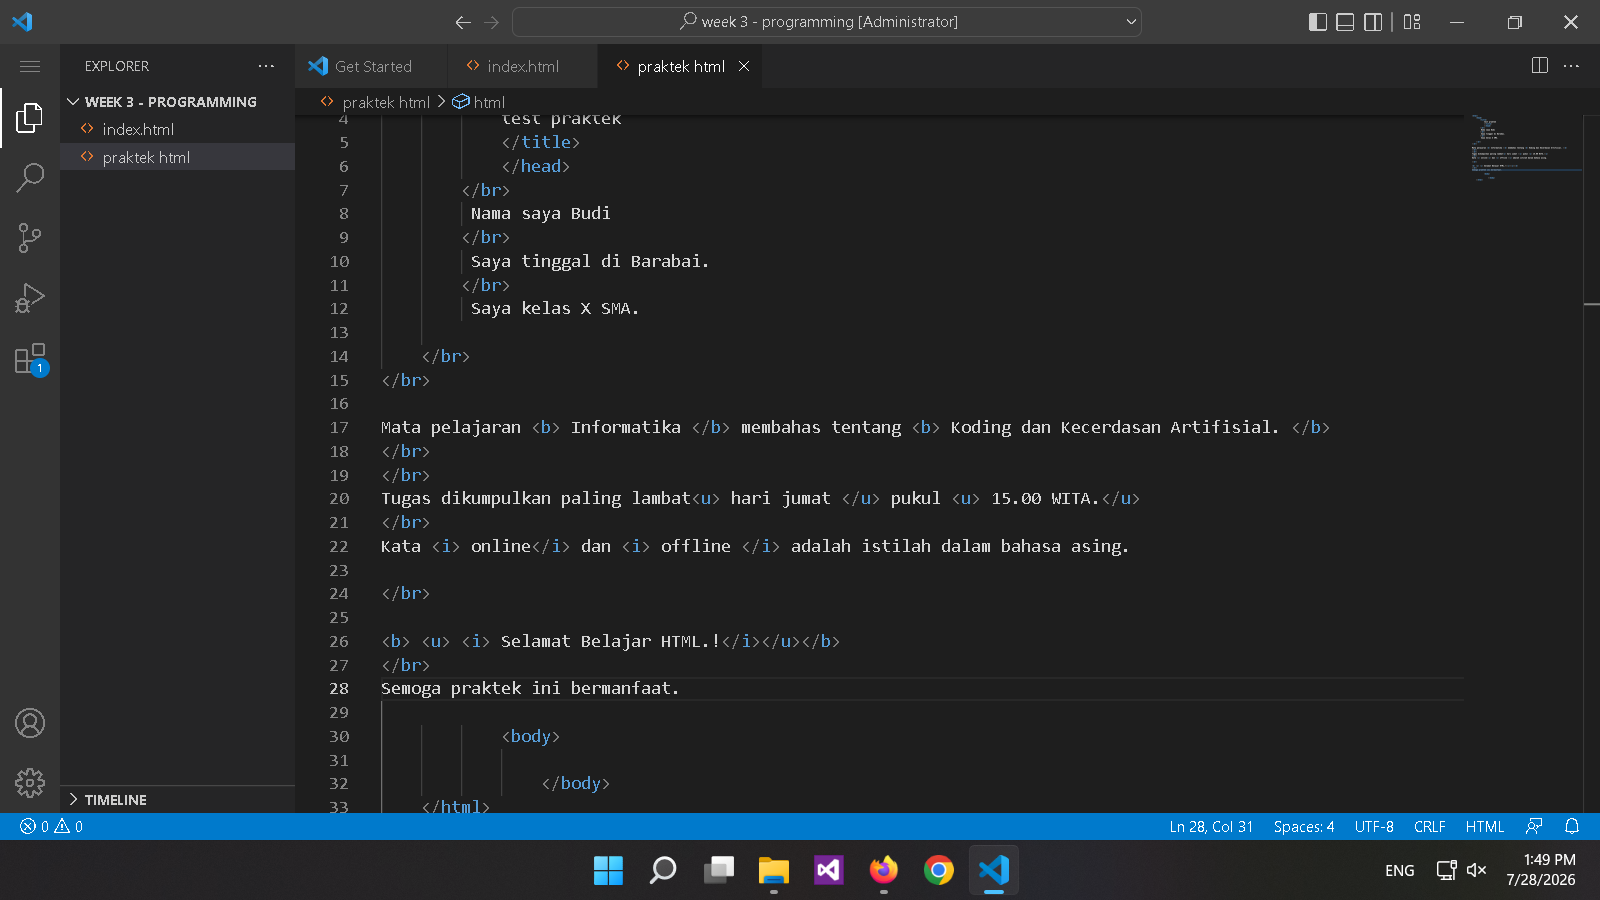 week 3 - programming [Administrator]
EXPLORER
Get Started
index.html
praktek html
WEEK 3 - PROGRAMMING
index.html
praktek html
praktek html > html
4 test praktek
5 </title>
6 </head>
7 </br>
8 Nama saya Budi
9 </br>
10 Saya tinggal di Barabai.
11 </br>
12 Saya kelas X SMA.
13
14 </br>
15 </br>
16
17 Mata pelajaran <b> Informatika </b> membahas tentang <b> Koding dan Kecerdasan Artifisial. </b>
18 </br>
19 </br>
20 Tugas dikumpulkan paling lambat<u> hari jumat </u> pukul <u> 15.00 WITA.</u>
21 </br>
22 Kata <i> online</i> dan <i> offline </i> adalah istilah dalam bahasa asing.
23
24 </br>
25
26 <b> <u> <i> Selamat Belajar HTML.!</i></u></b>
27 </br>
28 Semoga praktek ini bermanfaat.
29
30 <body>
31
32 </body>
33 </html>
1
TIMELINE
0 0
Ln 28, Col 31
Spaces: 4
UTF-8
CRLF
HTML
ENG
1:49 PM
7/28/2026